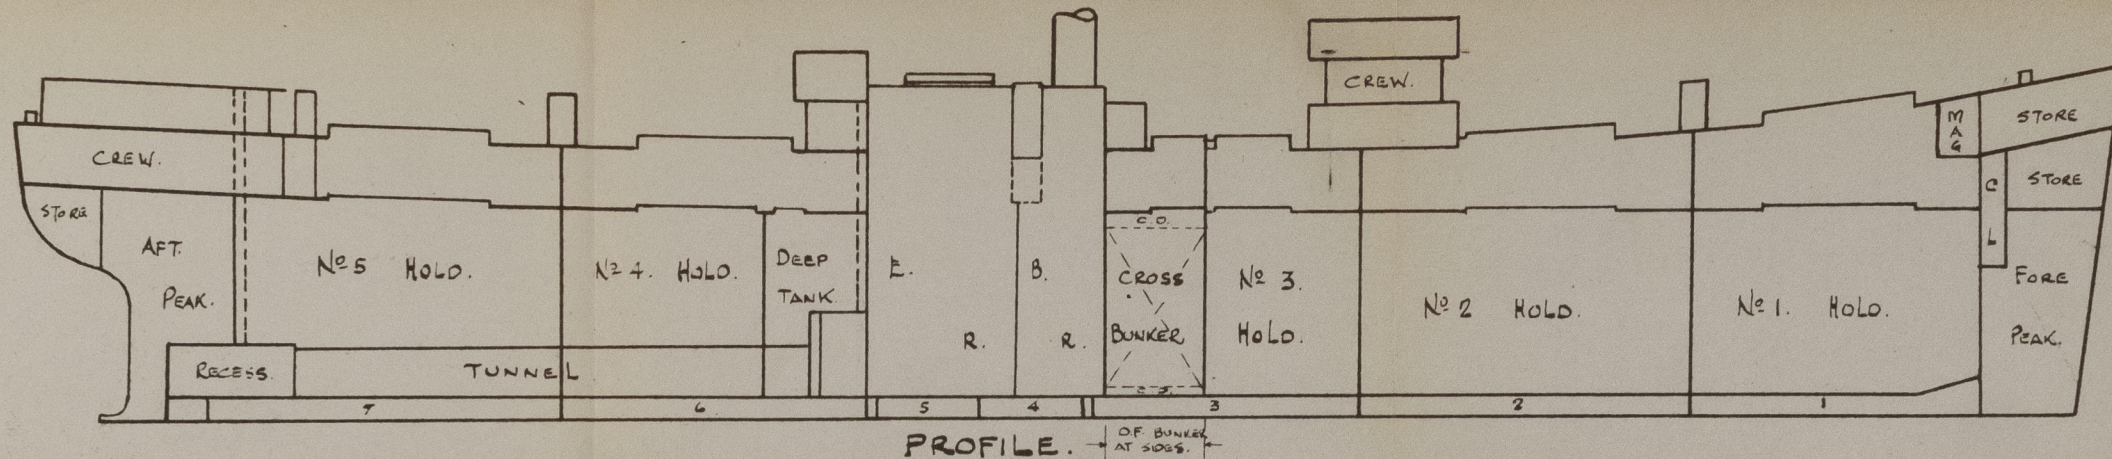 CREW.
CREW.
M
A
G
STORE
STORE
C
L
STORE
AFT.
PEAK.
Nº 5 HOLD.
Nº 4. HOLD.
DEEP
TANK.
E.
R.
B.
R.
C.O.
CROSS
BUNKER
Nº 3.
HOLD.
Nº 2 HOLD.
Nº 1. HOLD.
FORE
PEAK.
RECESS.
TUNNEL
7 6 5 4 3 2 1
PROFILE.
O.F. BUNKER
AT SIDES.